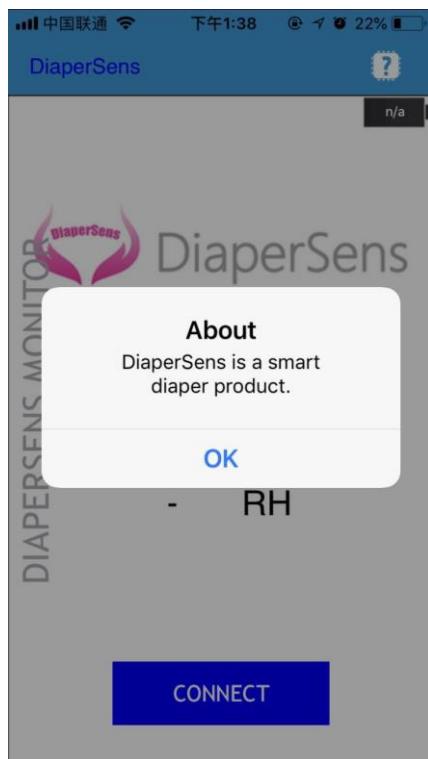 中国联通 下午1:38 22%
DiaperSens
?
n/a
DiaperSens
DiaperSens
DIAPERSENS MONITOR
About
DiaperSens is a smart
diaper product.
OK
- RH
CONNECT